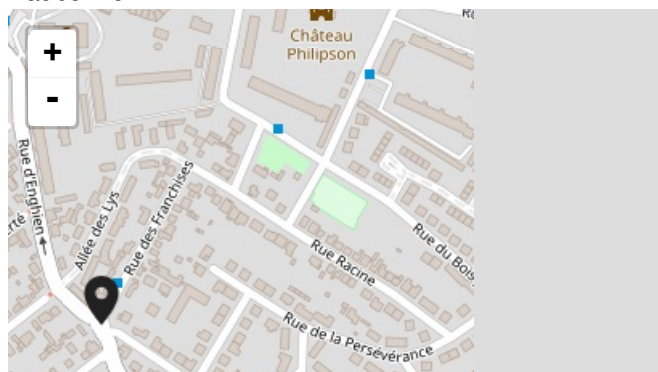 +
-
Château
Philipson
Rue d'Enghien
Allée des Lys
Rue des Franchises
Rue Racine
Rue du Bois
Rue de la Persévérance